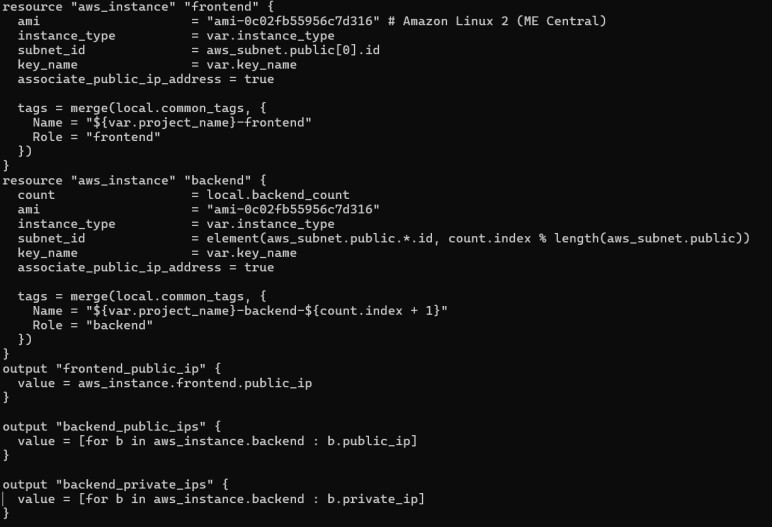 resource "aws_instance" "frontend" {
  ami                         = "ami-0c02fb55956c7d316" # Amazon Linux 2 (ME Central)
  instance_type               = var.instance_type
  subnet_id                   = aws_subnet.public[0].id
  key_name                    = var.key_name
  associate_public_ip_address = true

  tags = merge(local.common_tags, {
    Name = "${var.project_name}-frontend"
    Role = "frontend"
  })
}
resource "aws_instance" "backend" {
  count                       = local.backend_count
  ami                         = "ami-0c02fb55956c7d316"
  instance_type               = var.instance_type
  subnet_id                   = element(aws_subnet.public.*.id, count.index % length(aws_subnet.public))
  key_name                    = var.key_name
  associate_public_ip_address = true

  tags = merge(local.common_tags, {
    Name = "${var.project_name}-backend-${count.index + 1}"
    Role = "backend"
  })
}
output "frontend_public_ip" {
  value = aws_instance.frontend.public_ip
}

output "backend_public_ips" {
  value = [for b in aws_instance.backend : b.public_ip]
}

output "backend_private_ips" {
  value = [for b in aws_instance.backend : b.private_ip]
}